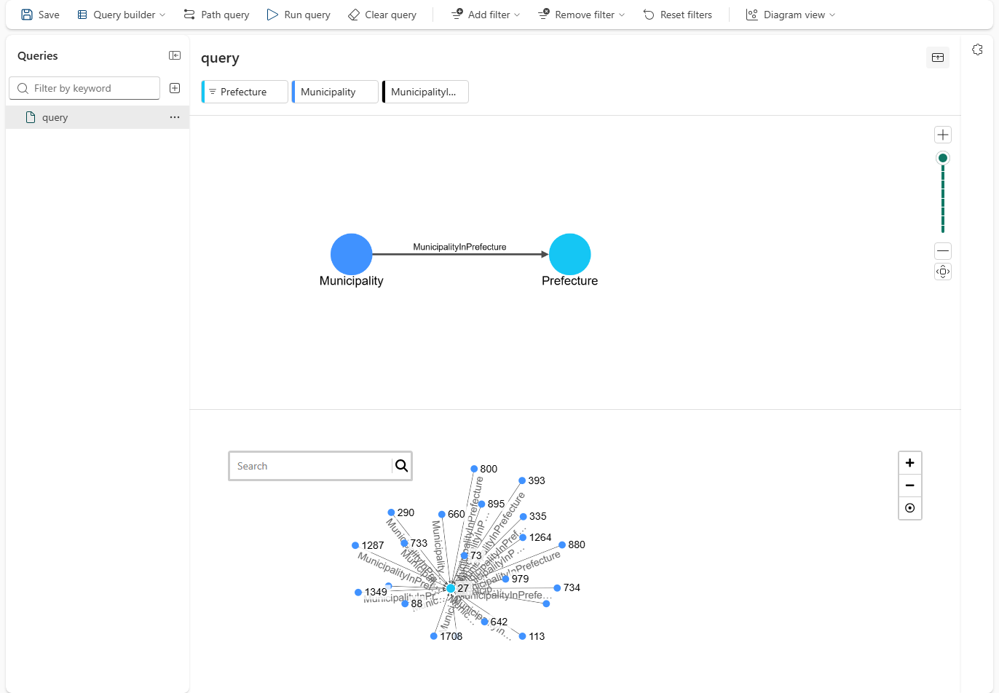 Save Query builder Path query Run query Clear query Add filter Remove filter Reset filters Diagram view
Queries
query
Filter by keyword
Prefecture Municipality MunicipalityI...
query
MunicipalityInPrefecture
Municipality Prefecture
Search
800
393
895
290
660
335
1264
733
1287
880
73
MunicipalityInPrefecture
979
27
734
1349
88
642
1708
113